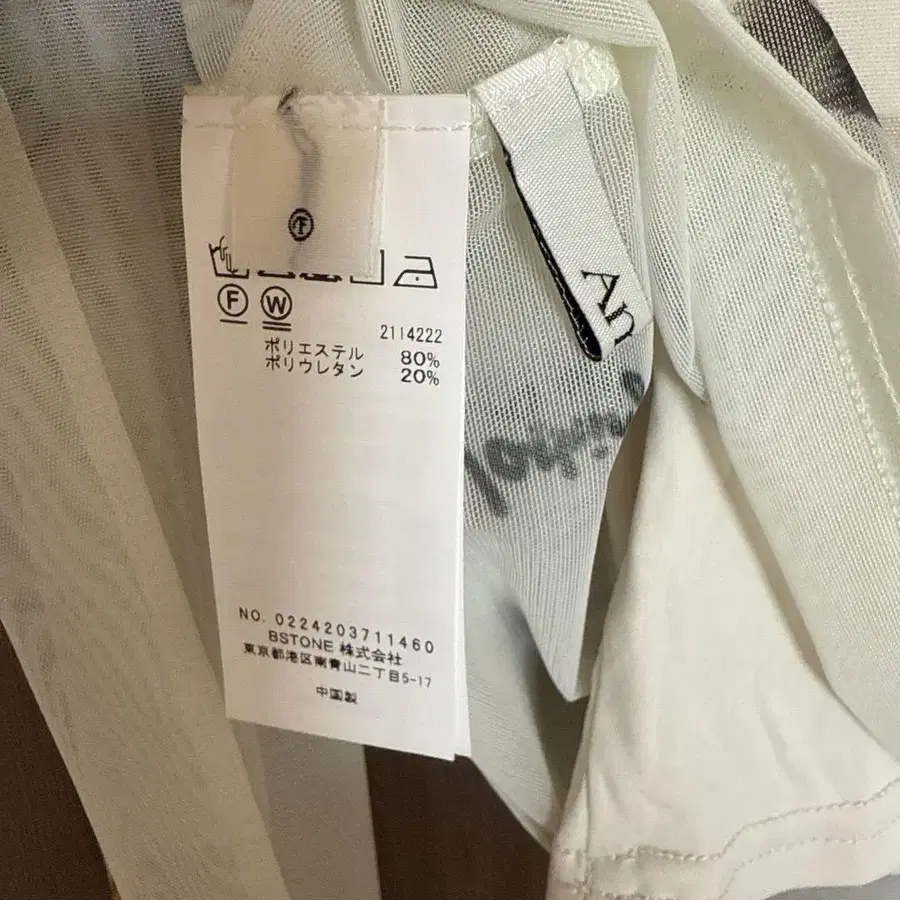 F
F W
2114222
ポリエステル 80%
ポリウレタン 20%
NO. 0224203711460
BSTONE 株式会社
東京都港区南青山二丁目5-17
中国製
An